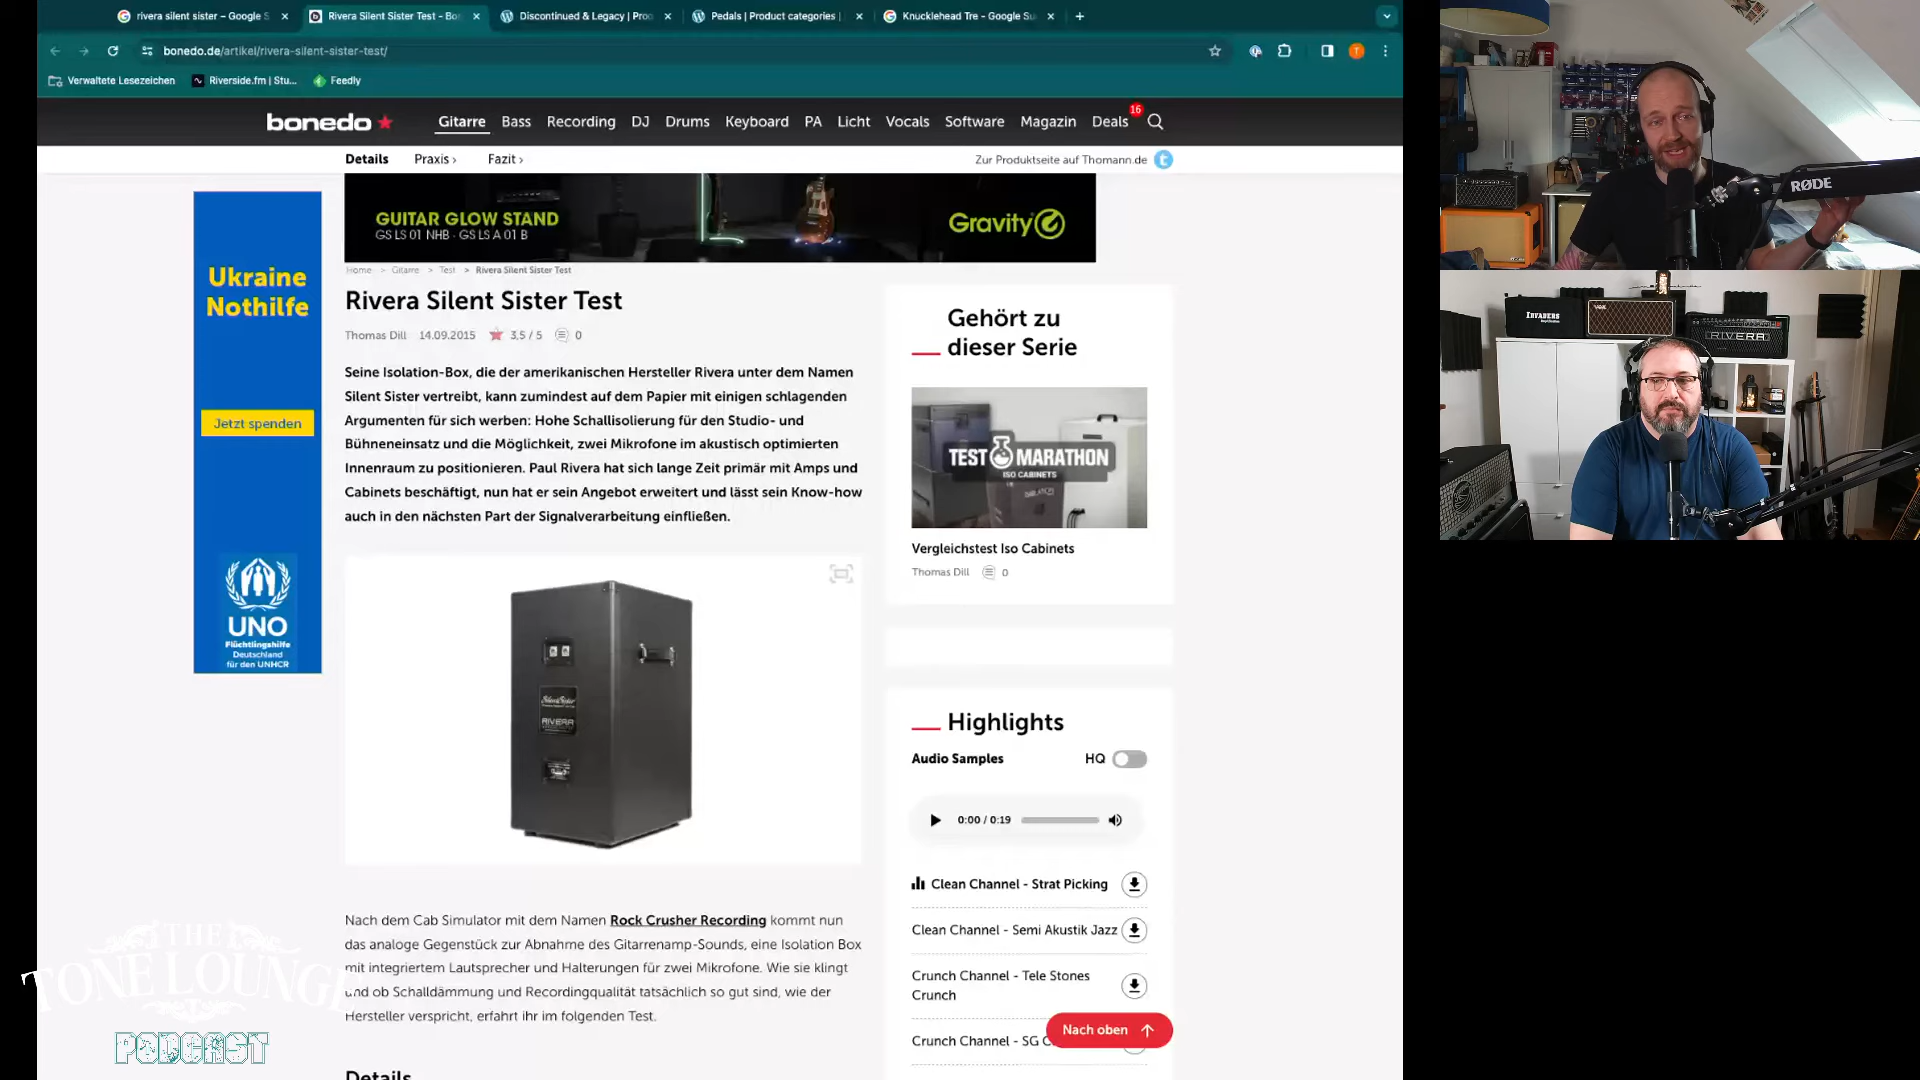 rivera silent sister – Google S
Rivera Silent Sister Test - Bo
Discontinued & Legacy | Pro
Pedals | Product categories |
Knucklehead Tre - Google Su
bonedo.de/artikel/rivera-silent-sister-test/
T
Verwaltete Lesezeichen
Riverside.fm | Stu...
Feedly
bonedo
Gitarre
Bass
Recording
DJ
Drums
Keyboard
PA
Licht
Vocals
Software
Magazin
Deals
16
Details
Praxis
Fazit
Zur Produktseite auf Thomann.de
t
GUITAR GLOW STAND
GS LS 01 NHB · GS LS A 01 B
Gravity
Ukraine
Nothilfe
Jetzt spenden
UNO
Flüchtlingshilfe
Deutschland
für den UNHCR
Home > Gitarre > Test > Rivera Silent Sister Test
Rivera Silent Sister Test
Thomas Dill 14.09.2015 3,5 / 5 0
Seine Isolation-Box, die der amerikanischen Hersteller Rivera unter dem Namen
Silent Sister vertreibt, kann zumindest auf dem Papier mit einigen schlagenden
Argumenten für sich werben: Hohe Schallisolierung für den Studio- und
Bühneneinsatz und die Möglichkeit, zwei Mikrofone im akustisch optimierten
Innenraum zu positionieren. Paul Rivera hat sich lange Zeit primär mit Amps und
Cabinets beschäftigt, nun hat er sein Angebot erweitert und lässt sein Know-how
auch in den nächsten Part der Signalverarbeitung einfließen.
Silent Sister
RIVERA
Nach dem Cab Simulator mit dem Namen Rock Crusher Recording kommt nun
das analoge Gegenstück zur Abnahme des Gitarrenamp-Sounds, eine Isolation Box
mit integriertem Lautsprecher und Halterungen für zwei Mikrofone. Wie sie klingt
und ob Schalldämmung und Recordingqualität tatsächlich so gut sind, wie der
Hersteller verspricht, erfahrt ihr im folgenden Test.
Details
Gehört zu
dieser Serie
TEST MARATHON
ISO CABINETS
Vergleichstest Iso Cabinets
Thomas Dill 0
Highlights
Audio Samples
HQ
0:00 / 0:19
Clean Channel - Strat Picking
Clean Channel - Semi Akustik Jazz
Crunch Channel - Tele Stones
Crunch
Crunch Channel - SG C
Nach oben
THE
TONE LOUNGE
PODCAST
RØDE
INVADERS
VOX
RIVERA